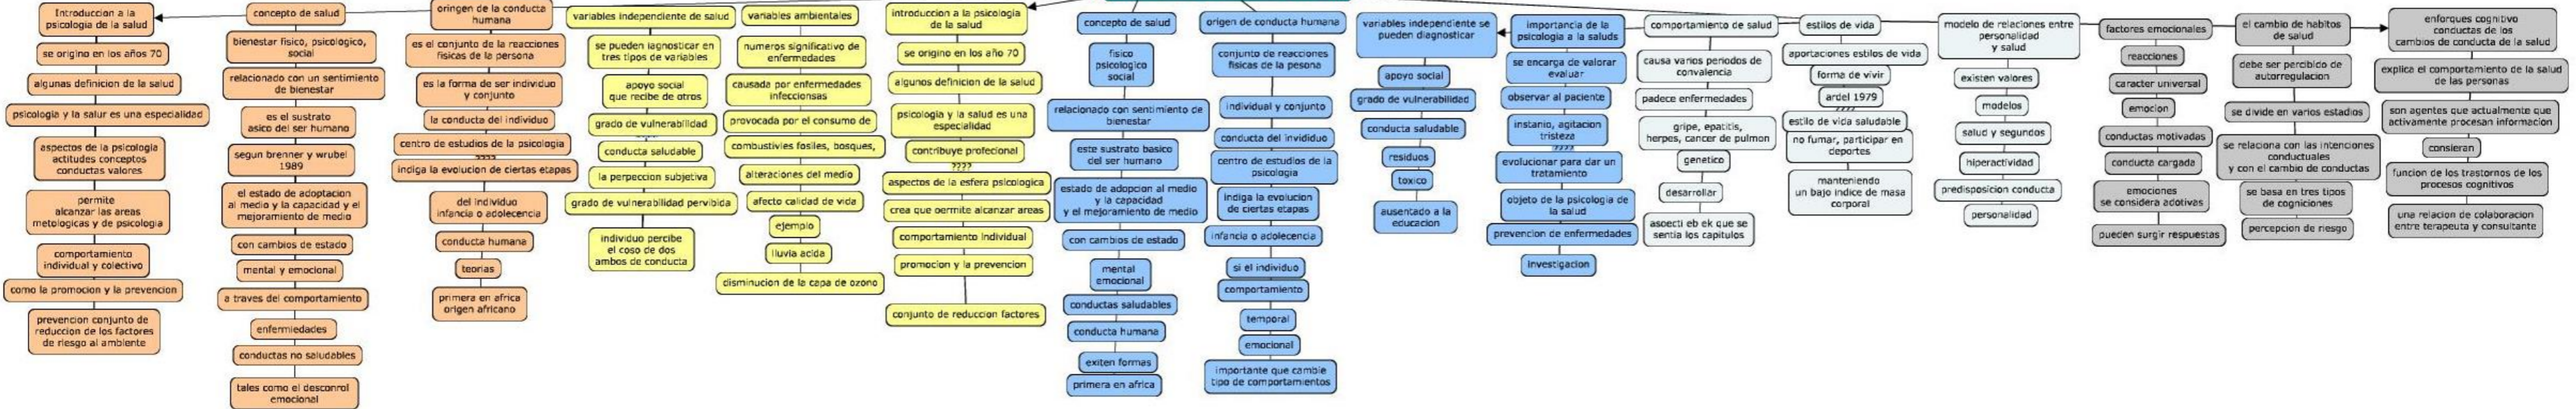 Introduccion a la
psicologia de la salud
se origino en los años 70
algunas definicion de la salud
psicologia y la salur es una especialidad
aspectos de la psicologia
actitudes conceptos
conductas valores
permite
alcanzar las areas
metologicas y de psicologia
comportamiento
individual y colectivo
como la promocion y la prevencion
prevencion conjunto de
reduccion de los factores
de riesgo al ambiente
concepto de salud
bienestar fisico, psicológico,
social
relacionado con un sentimiento
de bienestar
es el sustrato
asico del ser humano
segun brenner y wrubel
1989
el estado de adoptacion
al medio y la capacidad y el
mejoramiento de medio
con cambios de estado
mental y emocional
a traves del comportamiento
enfermiedades
conductas no saludables
tales como el desconrol
emocional
oringen de la conducta
humana
es el conjunto de la reacciones
fisicas de la persona
es la forma de ser individuo
y conjunto
la conducta del individuo
centro de estudios de la psicologia
????
indiga la evolucion de ciertas etapas
del individuo
infancia o adolecencia
conducta humana
teorias
primera en africa
origen africano
variables independiente de salud
se pueden iagnosticar en
tres tipos de variables
apoyo social
que recibe de otros
grado de vulnerabilidad
conducta saludable
la perpeccion subjetiva
grado de vulnerabilidad pervibida
individuo percibe
el coso de dos
ambos de conducta
variables ambientales
numeros significativo de
enfermedades
causada por enfermedades
infeccionsas
provocada por el consumo de
combustivles fosiles, bosques,
alteraciones del medio
afecto calidad de vida
ejemplo
lluvia acida
disminucion de la capa de ozono
introduccion a la psicologia
de la salud
se origino en los año 70
algunos definicion de la salud
psicologia y la salud es una
especialidad
contribuye profecional
????
aspectos de la esfera psicologica
crea que oermite alcanzar areas
comportamiento individual
promocion y la prevencion
conjunto de reduccion factores
concepto de salud
fisico
psicologico
social
relacionado con sentimiento de
bienestar
este sustrato basico
del ser humano
estado de adopcion al medio
y la capacidad
y el mejoramiento de medio
con cambios de estado
mental
emocional
conductas saludables
conducta humana
exiten formas
primera en africa
origen de conducta humana
conjunto de reacciones
fisicas de la pesona
individual y conjunto
conducta del invididuo
centro de estudios de la
psicologia
indiga la evolucion
de ciertas etapas
infancia o adolecencia
si el individuo
comportamiento
temporal
emocional
importante que cambie
tipo de comportamientos
variables independiente se
pueden diagnosticar
apoyo social
grado de vulnerabilidad
conducta saludable
residuos
toxico
ausentado a la
educacion
importancia de la
psicologia a la saluds
se encarga de valorar
evaluar
observar al paciente
instanio, agitacion
tristeza
????
evolucionar para dar un
tratamiento
objeto de la psicologia de
la salud
prevencion de enfermedades
investigacion
comportamiento de salud
causa varios periodos de
convalencia
padece enfermedades
gripe, epatitis,
herpes, cancer de pulmon
genetico
desarrollar
asoecti eb ek que se
sentia los capitulos
estilos de vida
aportaciones estilos de vida
forma de vivir
ardel 1979
????
estilo de vida saludable
no fumar, participar en
deportes
manteniendo
un bajo indice de masa
corporal
modelo de relaciones entre
personalidad
y salud
existen valores
modelos
salud y segundos
hiperactividad
predisposicion conducta
personalidad
factores emocionales
reacciones
caracter universal
emocion
conductas motivadas
conducta cargada
emociones
se considera adotivas
pueden surgir respuestas
el cambio de habitos
de salud
debe ser percibido de
autorregulacion
se divide en varios estadios
se relaciona con las intenciones
conductuales
y con el cambio de conductas
se basa en tres tipos
de cogniciones
percepcion de riesgo
enforques cognitivo
conductas de los
cambios de conducta de la salud
explica el comportamiento de la salud
de las personas
son agentes que actualmente que
activamente procesan informacion
consieran
funcion de los trastornos de los
procesos cognitivos
una relacion de colaboracion
entre terapeuta y consultante